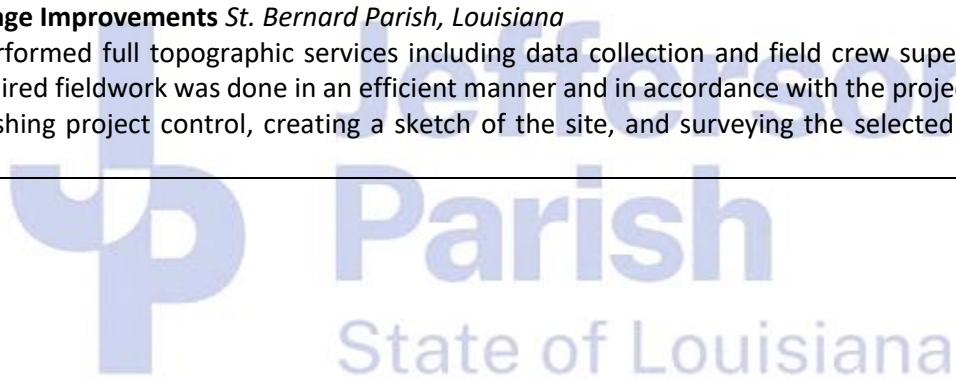 age Improvements St. Bernard Parish, Louisiana
rformed full topographic services including data collection and field crew supe
ired fieldwork was done in an efficient manner and in accordance with the projec
shing project control, creating a sketch of the site, and surveying the selected
Jefferson
Parish
State of Louisiana